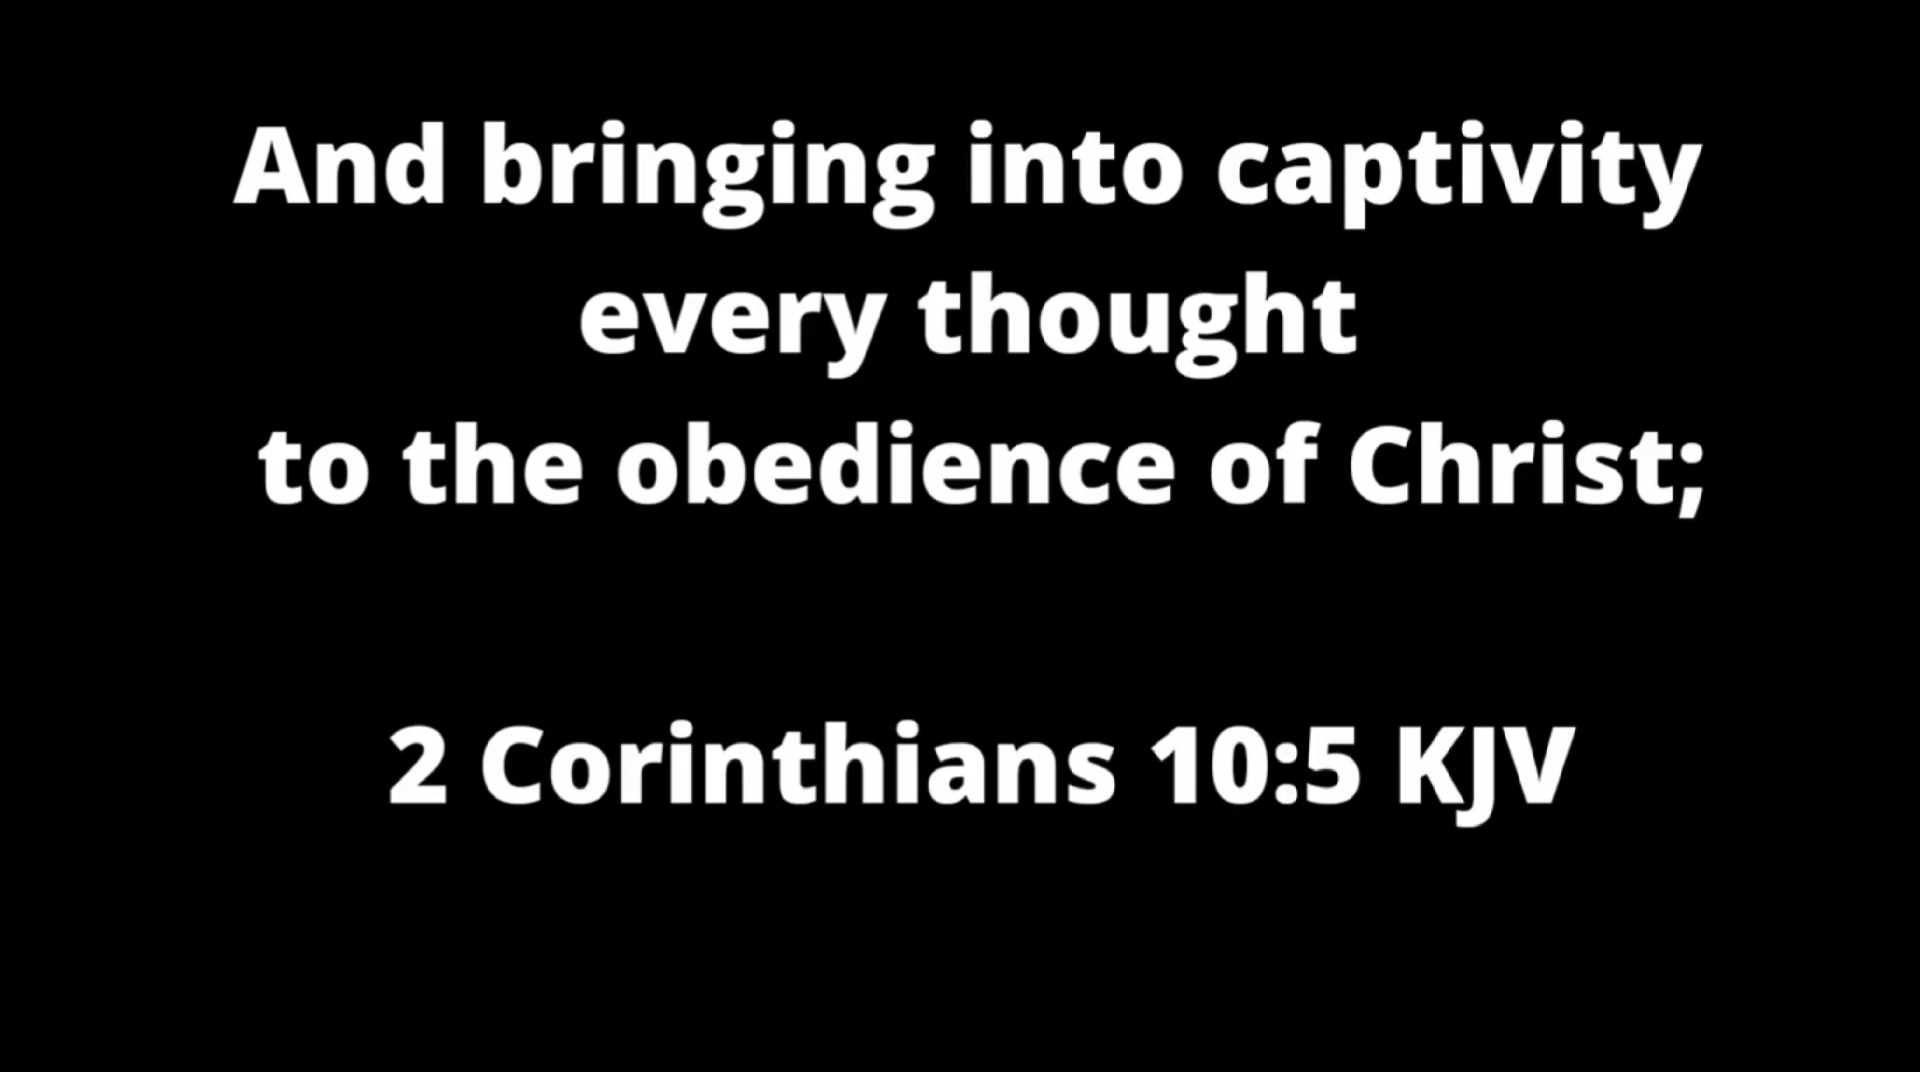 And bringing into captivity
every thought
to the obedience of Christ;
2 Corinthians 10:5 KJV